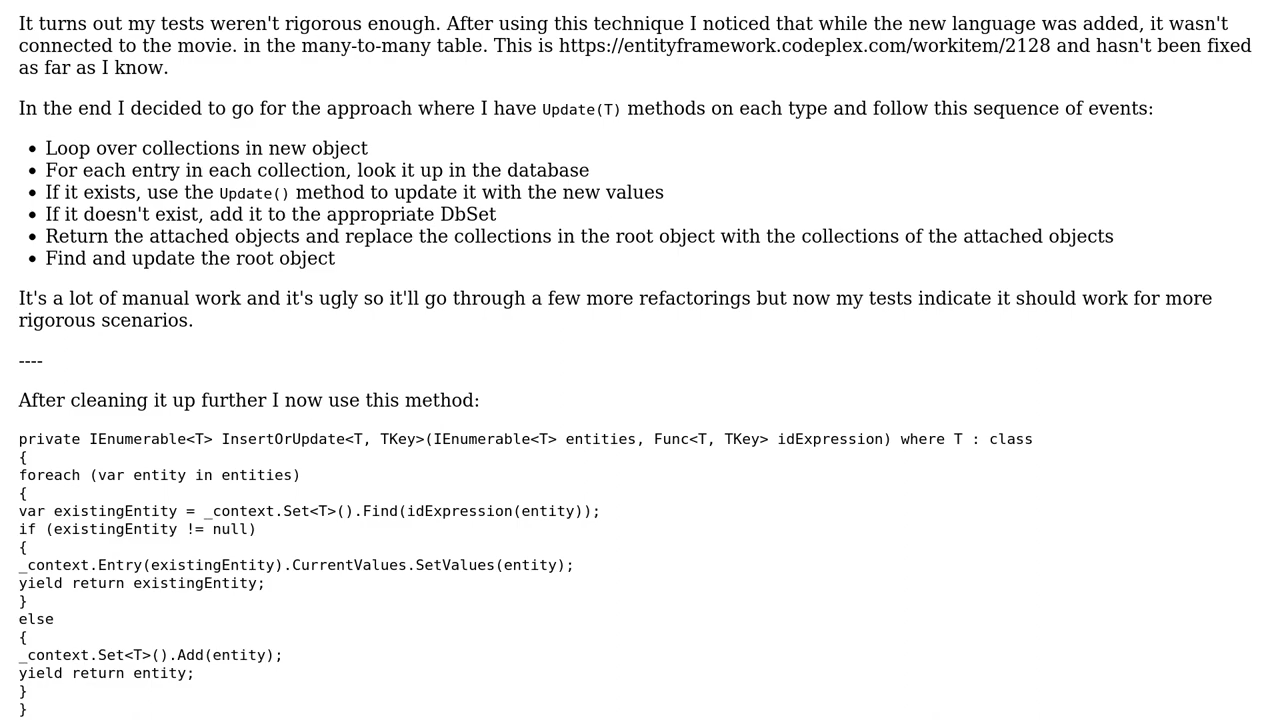 It turns out my tests weren't rigorous enough. After using this technique I noticed that while the new language was added, it wasn't
connected to the movie. in the many-to-many table. This is https://entityframework.codeplex.com/workitem/2128 and hasn't been fixed
as far as I know.
In the end I decided to go for the approach where I have Update(T) methods on each type and follow this sequence of events:
• Loop over collections in new object
• For each entry in each collection, look it up in the database
• If it exists, use the Update() method to update it with the new values
• If it doesn't exist, add it to the appropriate DbSet
• Return the attached objects and replace the collections in the root object with the collections of the attached objects
• Find and update the root object
It's a lot of manual work and it's ugly so it'll go through a few more refactorings but now my tests indicate it should work for more
rigorous scenarios.
----
After cleaning it up further I now use this method:
private IEnumerable<T> InsertOrUpdate<T, TKey>(IEnumerable<T> entities, Func<T, TKey> idExpression) where T : class
{
foreach (var entity in entities)
{
var existingEntity = _context.Set<T>().Find(idExpression(entity));
if (existingEntity != null)
{
_context.Entry(existingEntity).CurrentValues.SetValues(entity);
yield return existingEntity;
}
else
{
_context.Set<T>().Add(entity);
yield return entity;
}
}